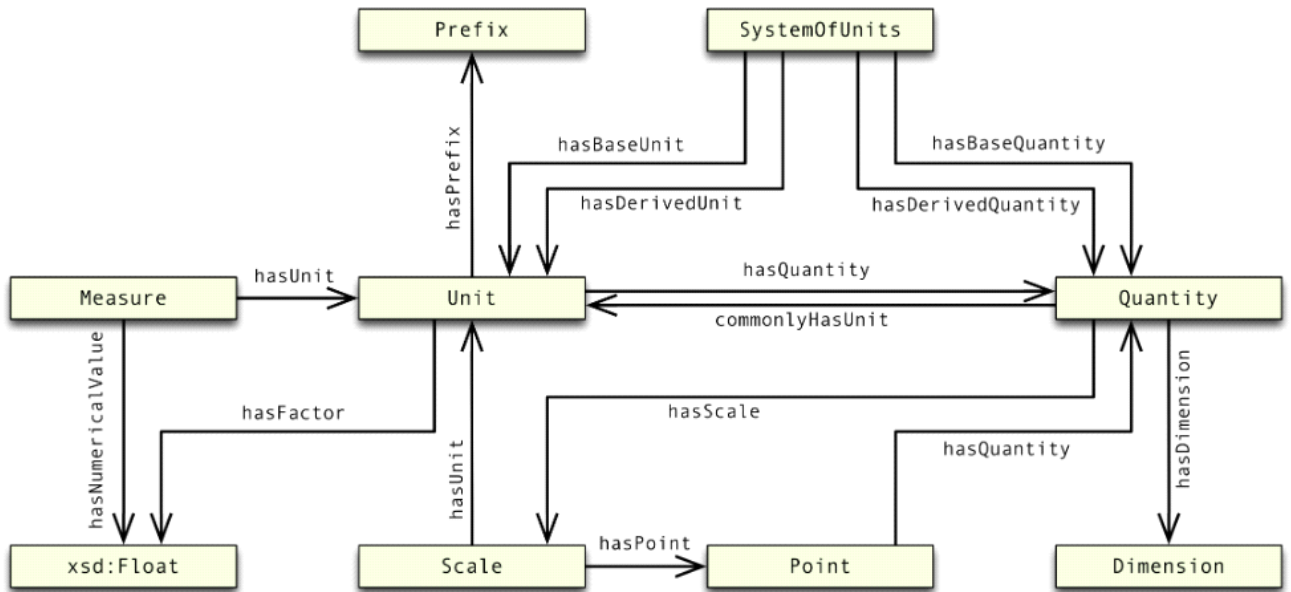 Prefix
SystemOfUnits
hasPrefix
hasBaseUnit
hasBaseQuantity
hasDerivedUnit
hasDerivedQuantity
hasUnit
hasQuantity
Measure
Unit
Quantity
commonlyHasUnit
hasNumericalValue
hasFactor
hasScale
hasUnit
hasQuantity
hasDimension
hasPoint
xsd:Float
Scale
Point
Dimension